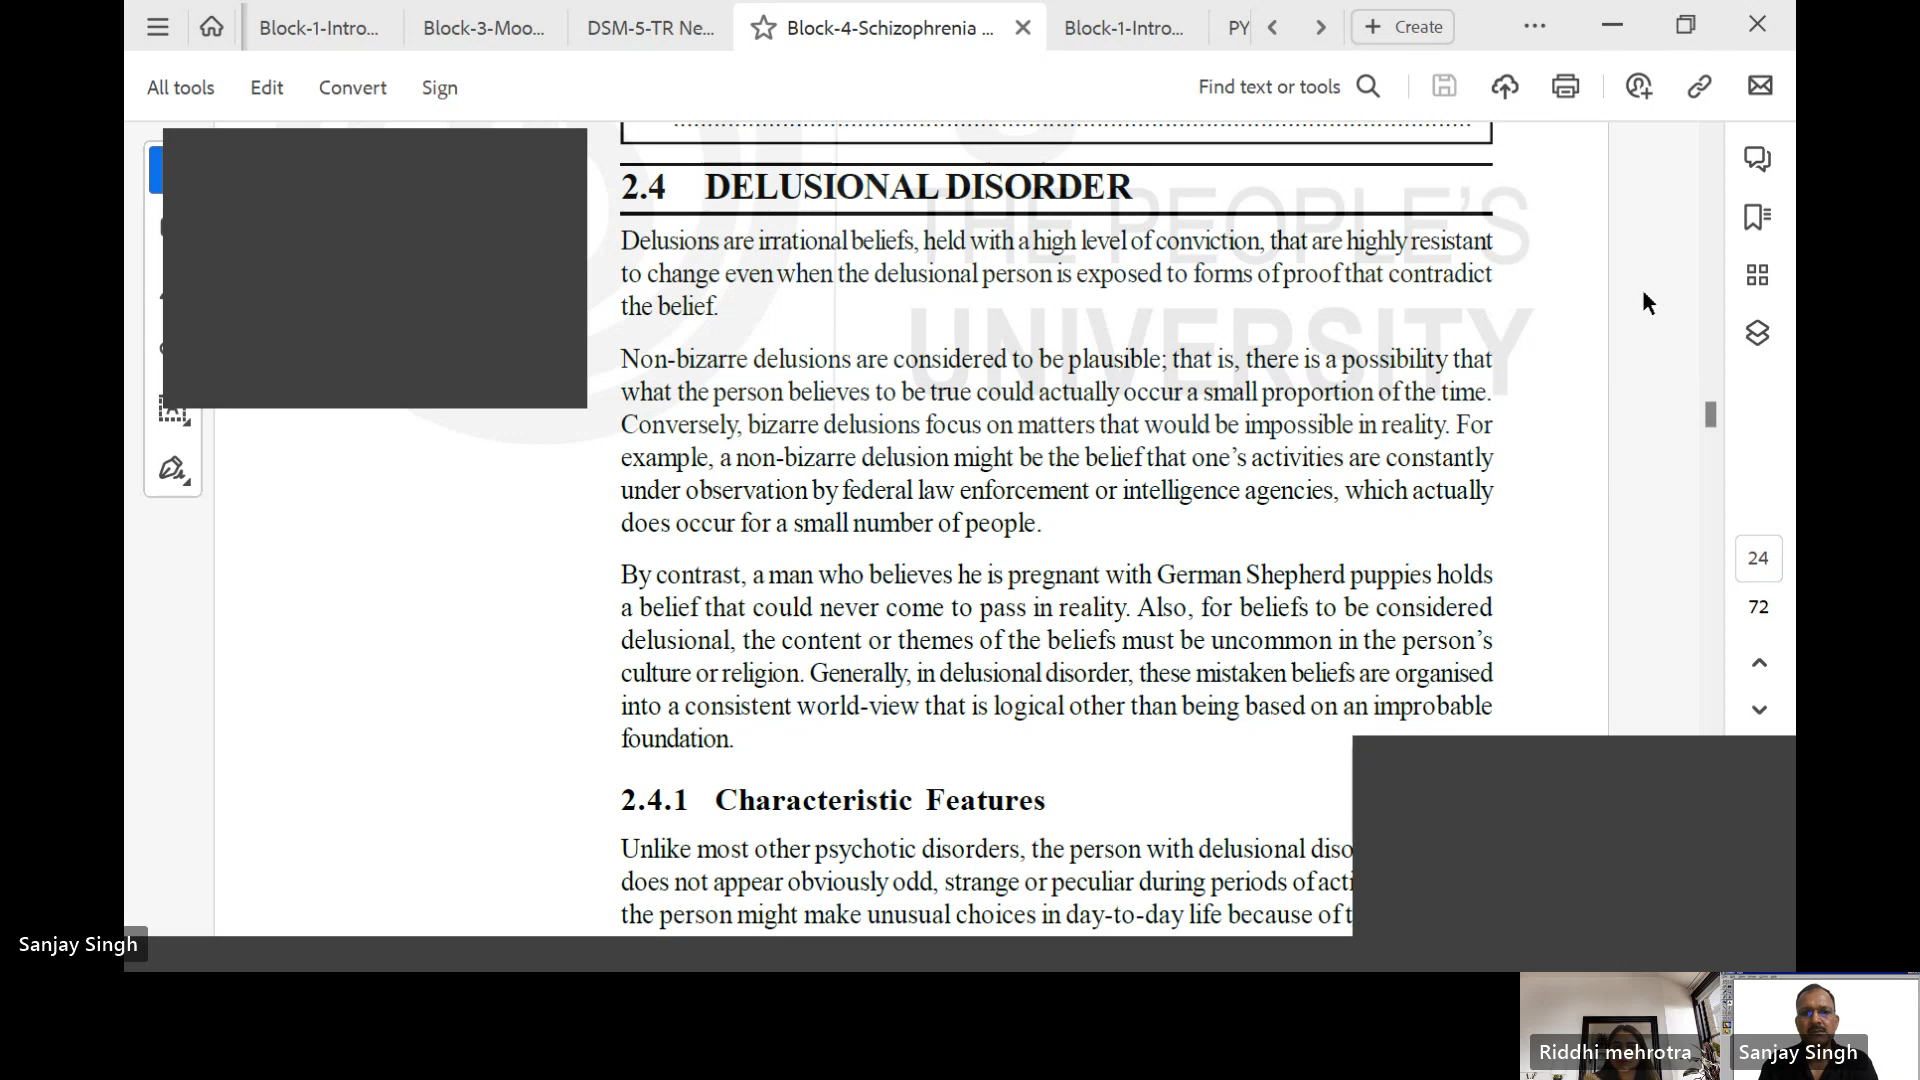 Block-1-Intro...
Block-3-Moo...
DSM-5-TR Ne...
Block-4-Schizophrenia ...
Block-1-Intro...
PY
Create
All tools
Edit
Convert
Sign
Find text or tools
THE PEOPLE'S
UNIVERSITY
2.4 DELUSIONAL DISORDER
Delusions are irrational beliefs, held with a high level of conviction, that are highly resistant
to change even when the delusional person is exposed to forms of proof that contradict
the belief.
Non-bizarre delusions are considered to be plausible; that is, there is a possibility that
what the person believes to be true could actually occur a small proportion of the time.
Conversely, bizarre delusions focus on matters that would be impossible in reality. For
example, a non-bizarre delusion might be the belief that one's activities are constantly
under observation by federal law enforcement or intelligence agencies, which actually
does occur for a small number of people.
By contrast, a man who believes he is pregnant with German Shepherd puppies holds
a belief that could never come to pass in reality. Also, for beliefs to be considered
delusional, the content or themes of the beliefs must be uncommon in the person's
culture or religion. Generally, in delusional disorder, these mistaken beliefs are organised
into a consistent world-view that is logical other than being based on an improbable
foundation.
2.4.1 Characteristic Features
Unlike most other psychotic disorders, the person with delusional diso
does not appear obviously odd, strange or peculiar during periods of acti
the person might make unusual choices in day-to-day life because of t
24
72
Sanjay Singh
Riddhi mehrotra
Sanjay Singh